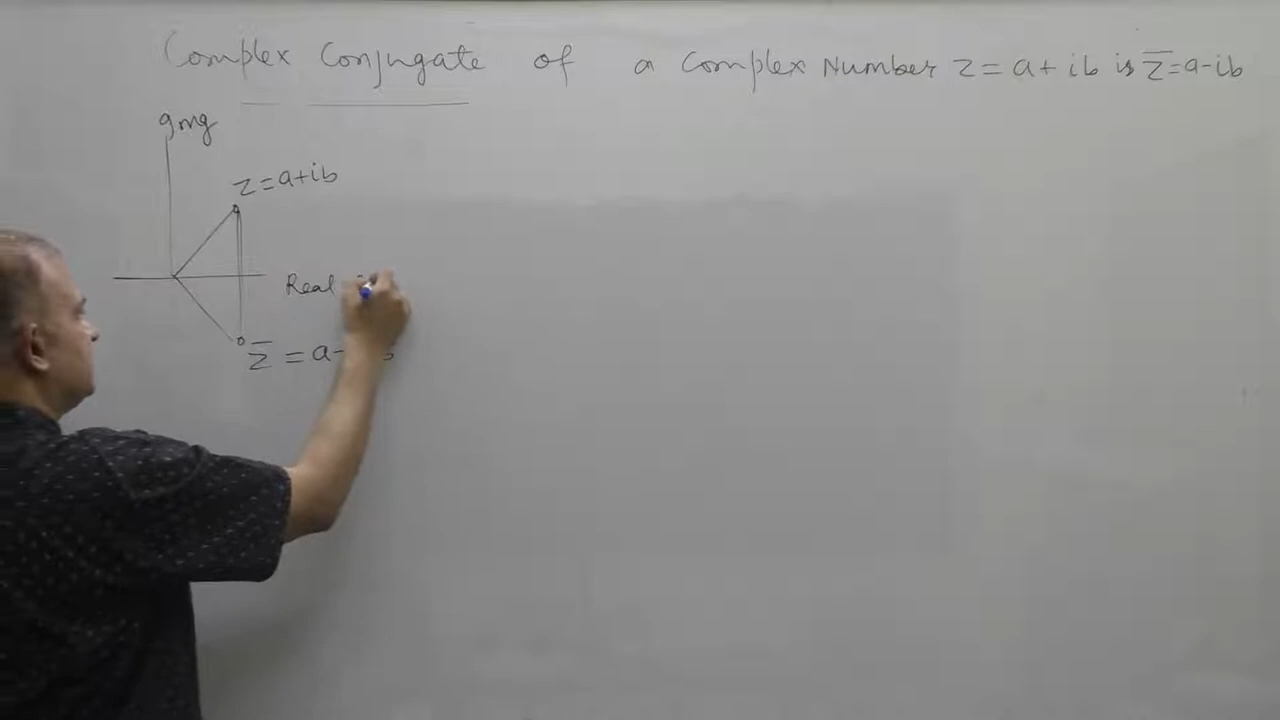 Complex Conjugate of a Complex Number z = a + ib is z̅ = a-ib
Img
z = a+ib
Real
z̅ = a-